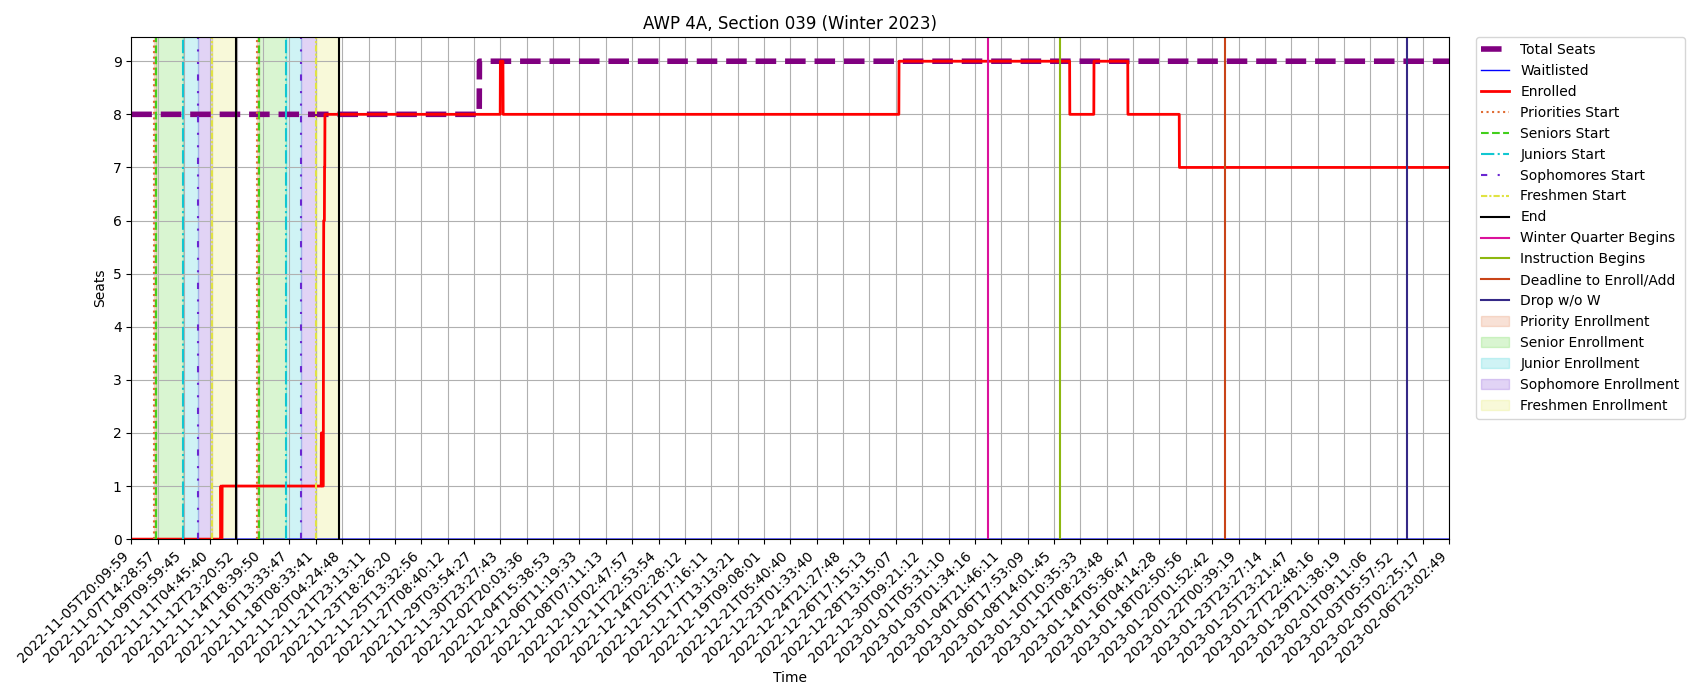 AWP 4A, Section 039 (Winter 2023)
Total Seats
Waitlisted
Enrolled
Priorities Start
Seniors Start
Juniors Start
Sophomores Start
Freshmen Start
End
Winter Quarter Begins
Instruction Begins
Deadline to Enroll/Add
Drop w/o W
Priority Enrollment
Senior Enrollment
Junior Enrollment
Sophomore Enrollment
Freshmen Enrollment
Seats
9
8
7
6
5
4
3
2
1
0
2022-11-05T20:09:59
2022-11-07T14:28:57
2022-11-09T09:59:45
2022-11-11T04:45:40
2022-11-12T23:20:52
2022-11-14T18:39:50
2022-11-16T13:33:47
2022-11-18T08:33:41
2022-11-20T04:24:48
2022-11-21T23:13:11
2022-11-23T18:26:20
2022-11-25T13:32:56
2022-11-27T08:40:12
2022-11-29T03:54:27
2022-11-30T23:27:43
2022-12-02T20:03:36
2022-12-04T15:38:53
2022-12-06T11:19:33
2022-12-08T07:11:13
2022-12-10T02:47:57
2022-12-11T22:53:54
2022-12-14T02:28:12
2022-12-15T17:16:11
2022-12-17T13:13:21
2022-12-19T09:08:01
2022-12-21T05:40:40
2022-12-23T01:33:40
2022-12-24T21:27:48
2022-12-26T17:15:13
2022-12-28T13:15:07
2022-12-30T09:21:12
2023-01-01T05:31:10
2023-01-03T01:34:16
2023-01-04T21:46:11
2023-01-06T17:53:09
2023-01-08T14:01:45
2023-01-10T10:35:33
2023-01-12T08:23:48
2023-01-14T05:36:47
2023-01-16T04:14:28
2023-01-18T02:50:56
2023-01-20T01:52:42
2023-01-22T00:39:19
2023-01-23T23:27:14
2023-01-25T23:21:47
2023-01-27T22:48:16
2023-01-29T21:38:19
2023-02-01T09:11:06
2023-02-03T05:57:52
2023-02-05T02:25:17
2023-02-06T23:02:49
Time